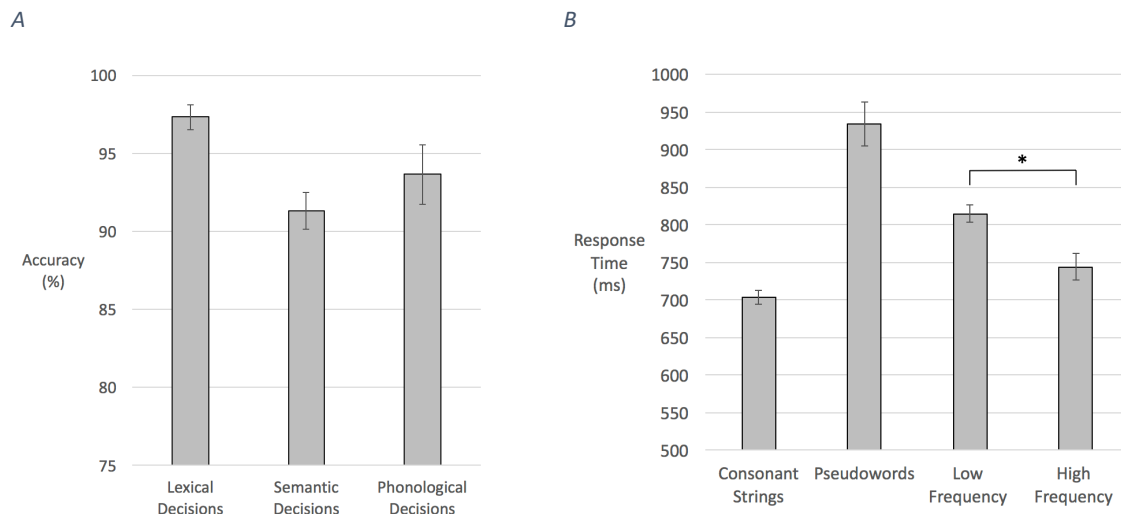 A
100
95
90
85
80
75
Accuracy
(%)
Lexical
Decisions
Semantic
Decisions
Phonological
Decisions
B
1000
950
900
850
800
750
700
650
600
550
500
Response
Time
(ms)
*
Consonant
Strings
Pseudowords
Low
Frequency
High
Frequency